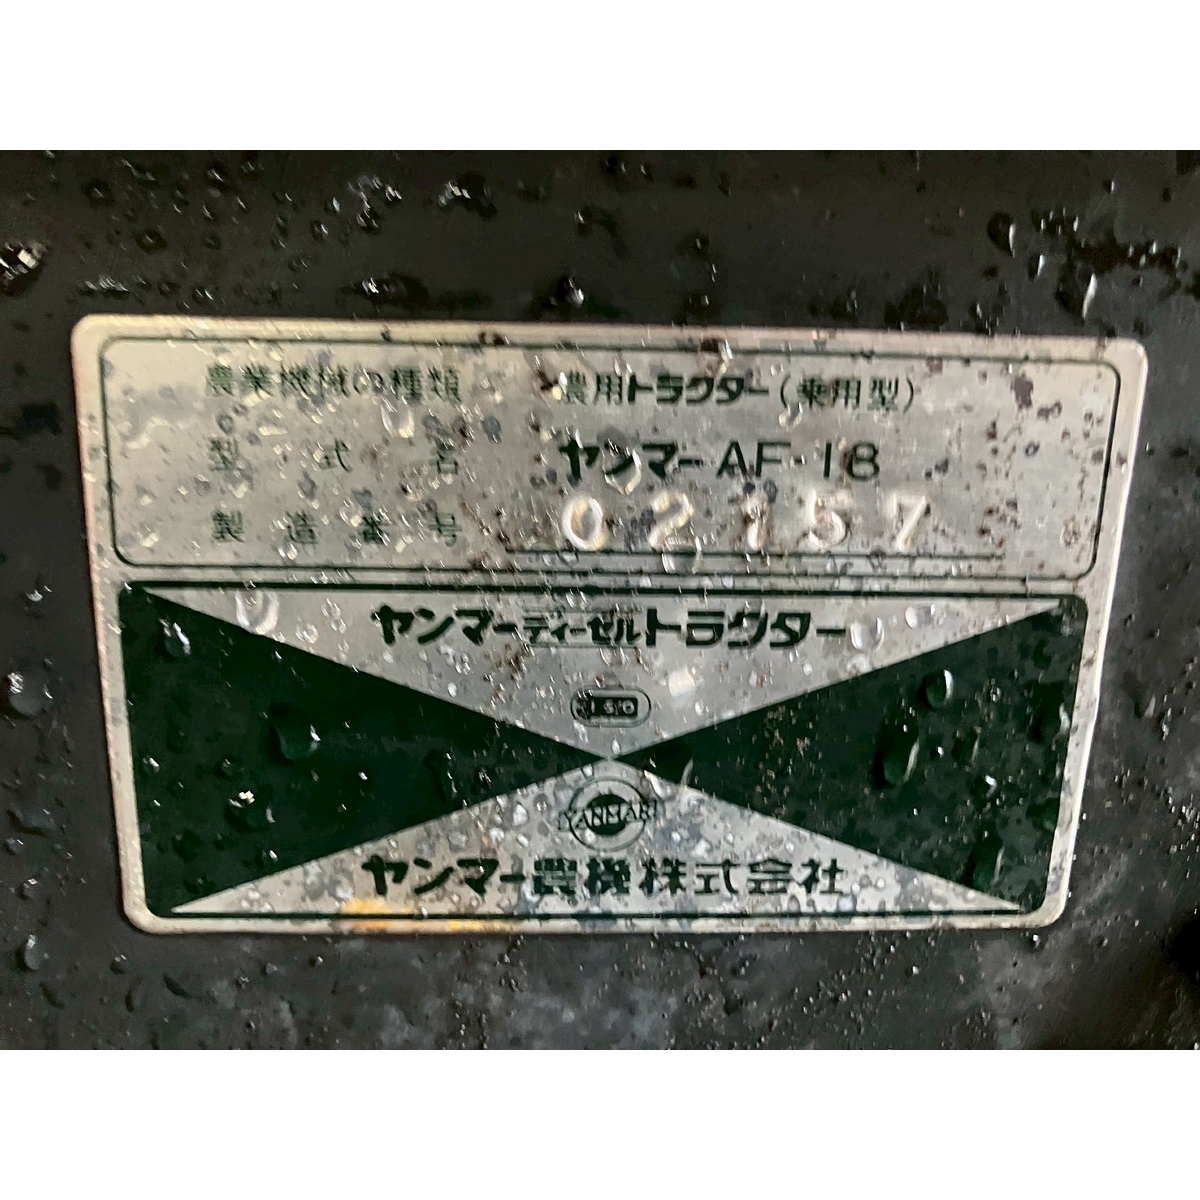 農業機械の種類 農用トラクター(乗用型)
型式名 ヤンマーAF-18
製造番号 02157
ヤンマーディーゼルトラクター
YANMAR
ヤンマー農機株式会社